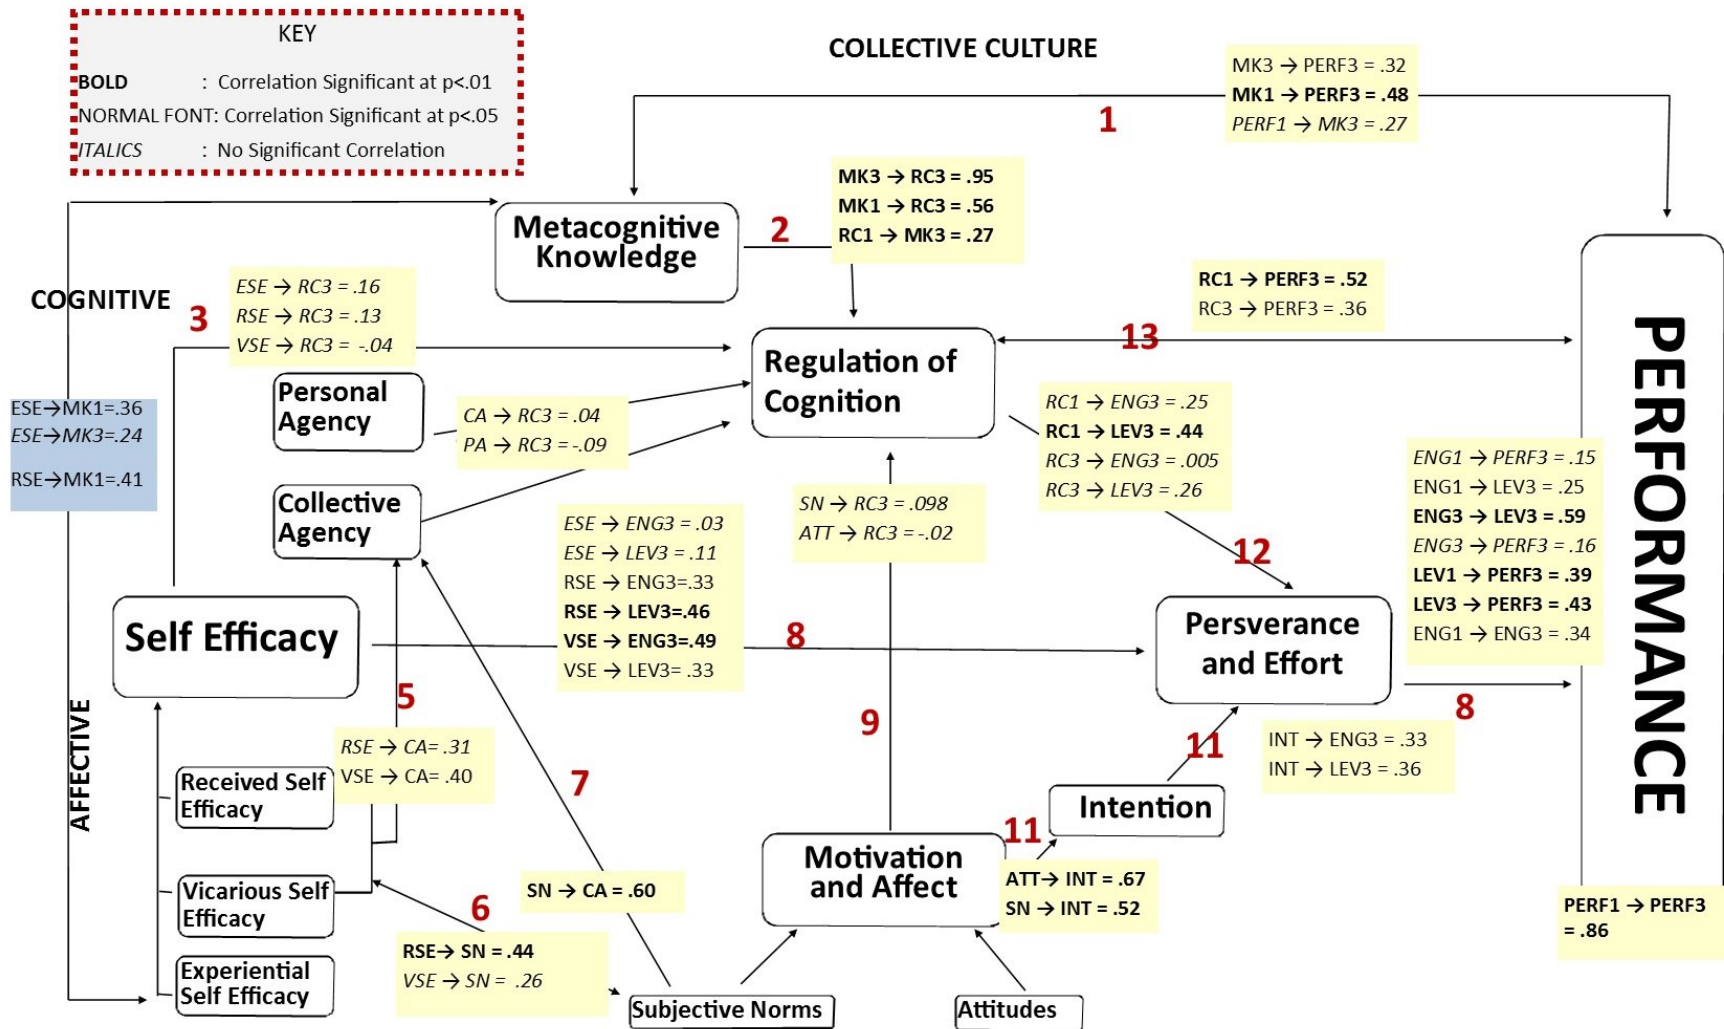 KEY
BOLD : Correlation Significant at p<.01
NORMAL FONT: Correlation Significant at p<.05
ITALICS : No Significant Correlation
COLLECTIVE CULTURE
MK3 → PERF3 = .32
MK1 → PERF3 = .48
PERF1 → MK3 = .27
1
MK3 → RC3 = .95
MK1 → RC3 = .56
RC1 → MK3 = .27
Metacognitive
Knowledge
2
COGNITIVE
3
ESE → RC3 = .16
RSE → RC3 = .13
VSE → RC3 = -.04
RC1 → PERF3 = .52
RC3 → PERF3 = .36
13
Regulation of
Cognition
Personal
Agency
CA → RC3 = .04
PA → RC3 =-.09
ESE→MK1=.36
ESE→MK3=.24
RSE→MK1=.41
RC1 → ENG3 = .25
RC1 → LEV3 = .44
RC3 → ENG3 = .005
RC3 → LEV3 = .26
Collective
Agency
SN → RC3 = .098
ATT → RC3 =-.02
ENG1 → PERF3 = .15
ENG1 → LEV3 = .25
ENG3 → LEV3 = .59
ENG3 → PERF3 = .16
LEV1 → PERF3 = .39
LEV3 → PERF3 = .43
ENG1 → ENG3 = .34
PERFORMANCE
12
ESE → ENG3 = .03
ESE → LEV3 = .11
RSE → ENG3=.33
RSE → LEV3=.46
VSE → ENG3=.49
VSE → LEV3= .33
8
Self Efficacy
Persverance
and Effort
8
5
RSE → CA= .31
VSE → CA= .40
9
7
11
INT → ENG3 = .33
INT → LEV3 = .36
AFFECTIVE
Received Self
Efficacy
Intention
11
Motivation
and Affect
ATT→ INT = .67
SN → INT = .52
Vicarious Self
Efficacy
SN → CA = .60
6
RSE→ SN = .44
VSE → SN = .26
PERF1 → PERF3
= .86
Experiential
Self Efficacy
Subjective Norms
Attitudes